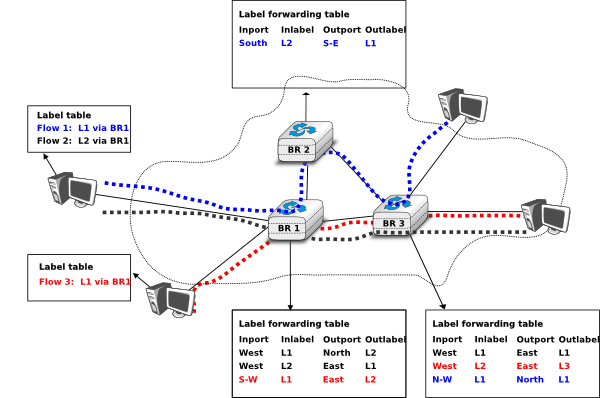 Label forwarding table
Inport Inlabel Outport Outlabel
South L2 S-E L1
Label table
Flow 1: L1 via BR1
Flow 2: L2 via BR1
BR 2
BR 1
BR 3
Label table
Flow 3: L1 via BR1
Label forwarding table
Inport Inlabel Outport Outlabel
West L1 North L2
West L2 East L1
S-W L1 East L2
Label forwarding table
Inport Inlabel Outport Outlabel
West L1 East L1
West L2 East L3
N-W L1 North L1